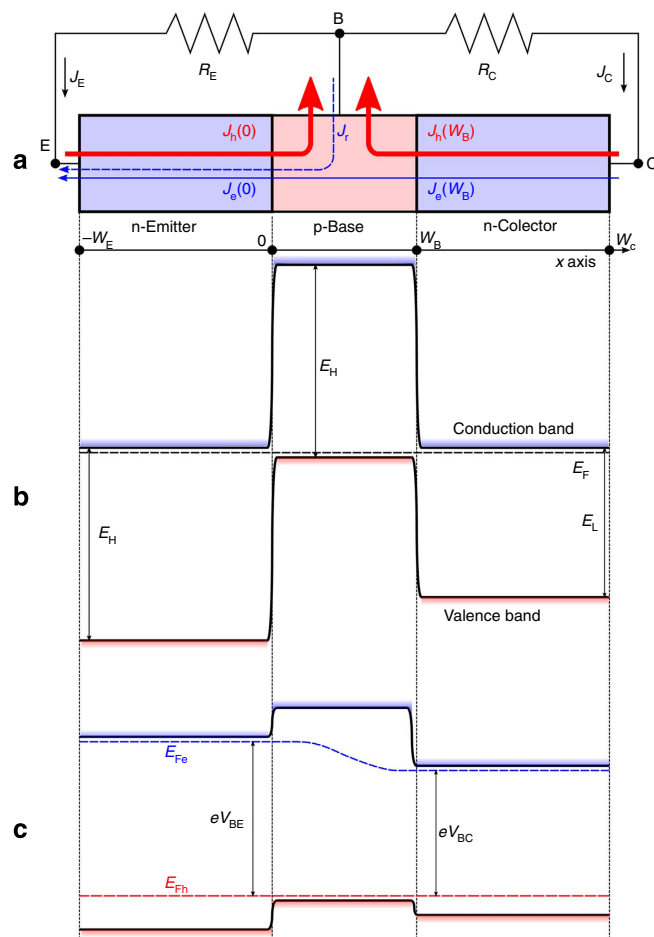 B
R_E
R_C
J_E
J_C
a
E
J_h(0)
J_r
J_h(W_B)
C
J_e(0)
J_e(W_B)
n-Emitter
p-Base
n-Colector
–W_E
0
W_B
W_c
x axis
b
E_H
E_H
Conduction band
E_F
E_L
Valence band
c
E_Fe
eV_BE
eV_BC
E_Fh